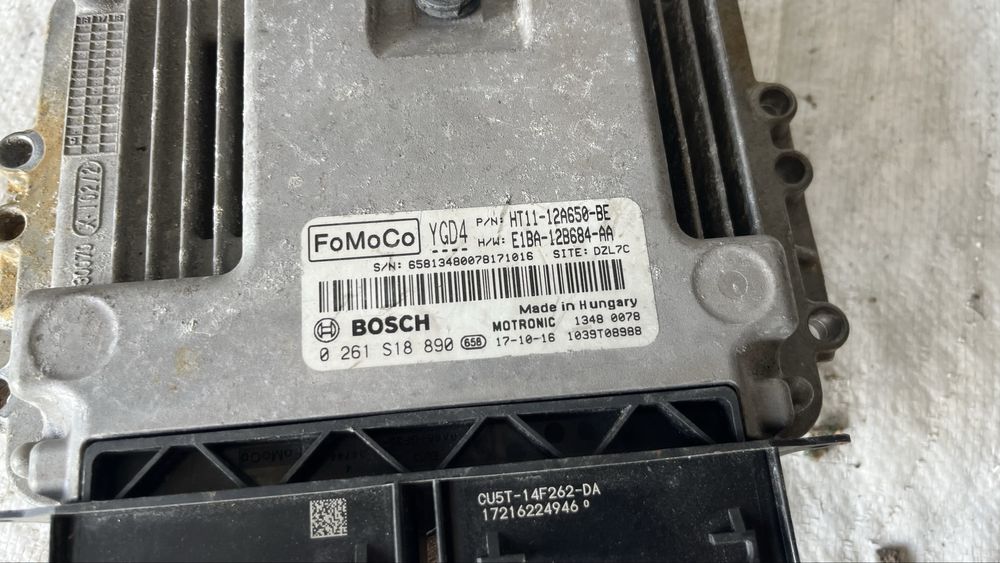 FoMoCo YGD4 P/N: HT11-12A650-BE
H/W: E1BA-12B684-AA
S/N: 65813480078171016 SITE: DZL7C
Made in Hungary
BOSCH MOTRONIC 1348 0078
0 261 S18 890 658 17-10-16 1039T08988
CU5T-14F262-DA
17216224946